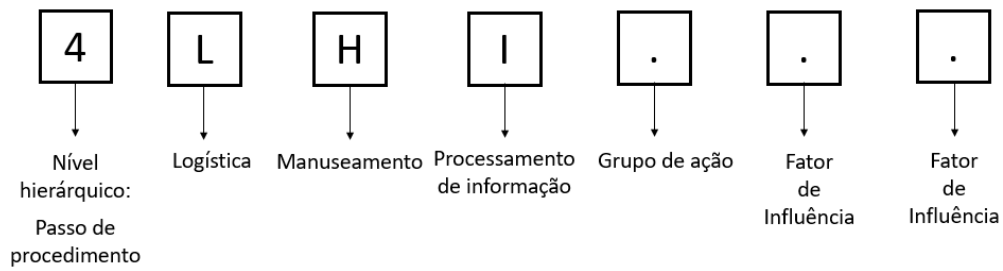 4 L H I . . .
Nível
hierárquico:
Passo de
procedimento
Logística
Manuseamento
Processamento
de informação
Grupo de ação
Fator
de
Influência
Fator
de
Influência